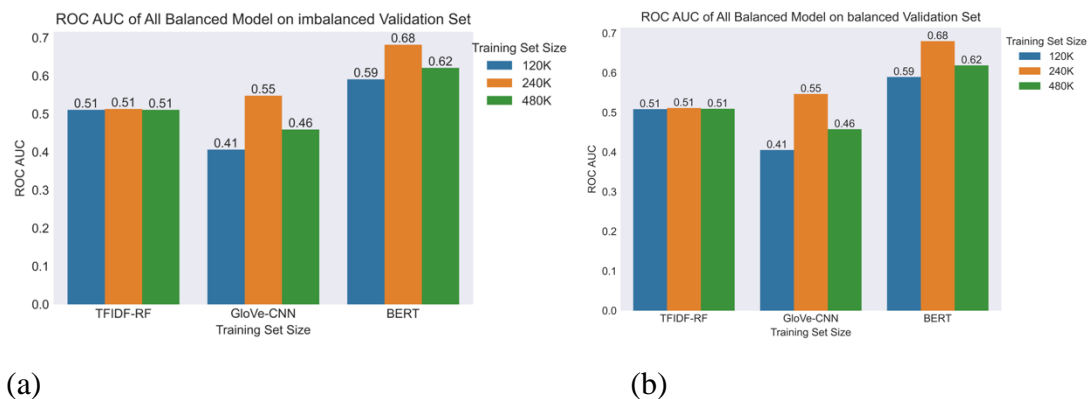 ROC AUC of All Balanced Model on imbalanced Validation Set
0.7
0.6
0.5
0.4
0.3
0.2
0.1
0.0
ROC AUC
0.51 0.51 0.51
0.41
0.55
0.46
0.59
0.68
0.62
Training Set Size
120K
240K
480K
TFIDF-RF GloVe-CNN BERT
Training Set Size
(a)
ROC AUC of All Balanced Model on balanced Validation Set
0.7
0.6
0.5
0.4
0.3
0.2
0.1
0.0
ROC AUC
0.51 0.51 0.51
0.41
0.55
0.46
0.59
0.68
0.62
Training Set Size
120K
240K
480K
TFIDF-RF GloVe-CNN BERT
Training Set Size
(b)